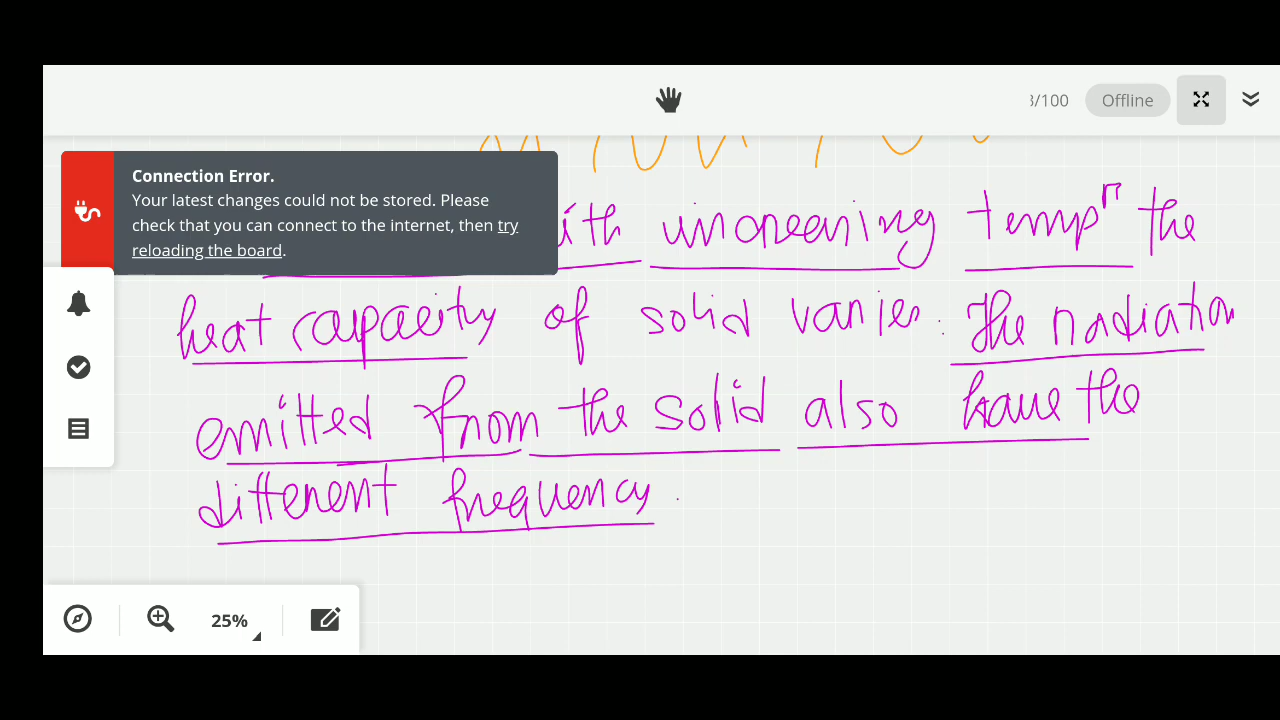 3/100
Offline
Connection Error.
Your latest changes could not be stored. Please
check that you can connect to the internet, then try
reloading the board.
ith increasing tempr the
heat capacity of solid varies. The radiation
emitted from the solid also have the
different frequency.
25%